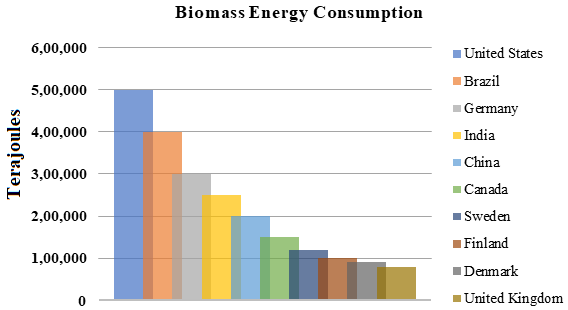 Biomass Energy Consumption
Terajoules
6,00,000
5,00,000
4,00,000
3,00,000
2,00,000
1,00,000
0
United States
Brazil
Germany
India
China
Canada
Sweden
Finland
Denmark
United Kingdom